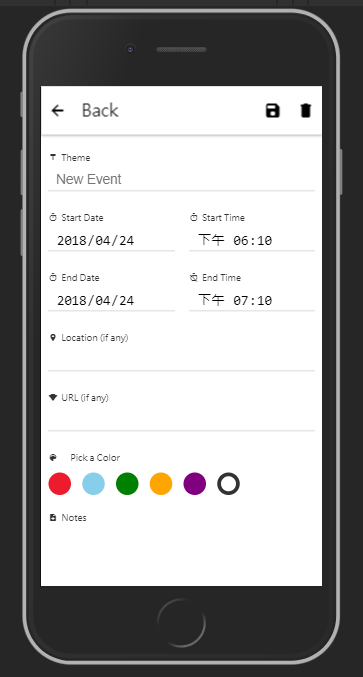 Back
Theme
New Event
Start Date Start Time
2018/04/24 下午 06:10
End Date End Time
2018/04/24 下午 07:10
Location (if any)
URL (if any)
Pick a Color
Notes